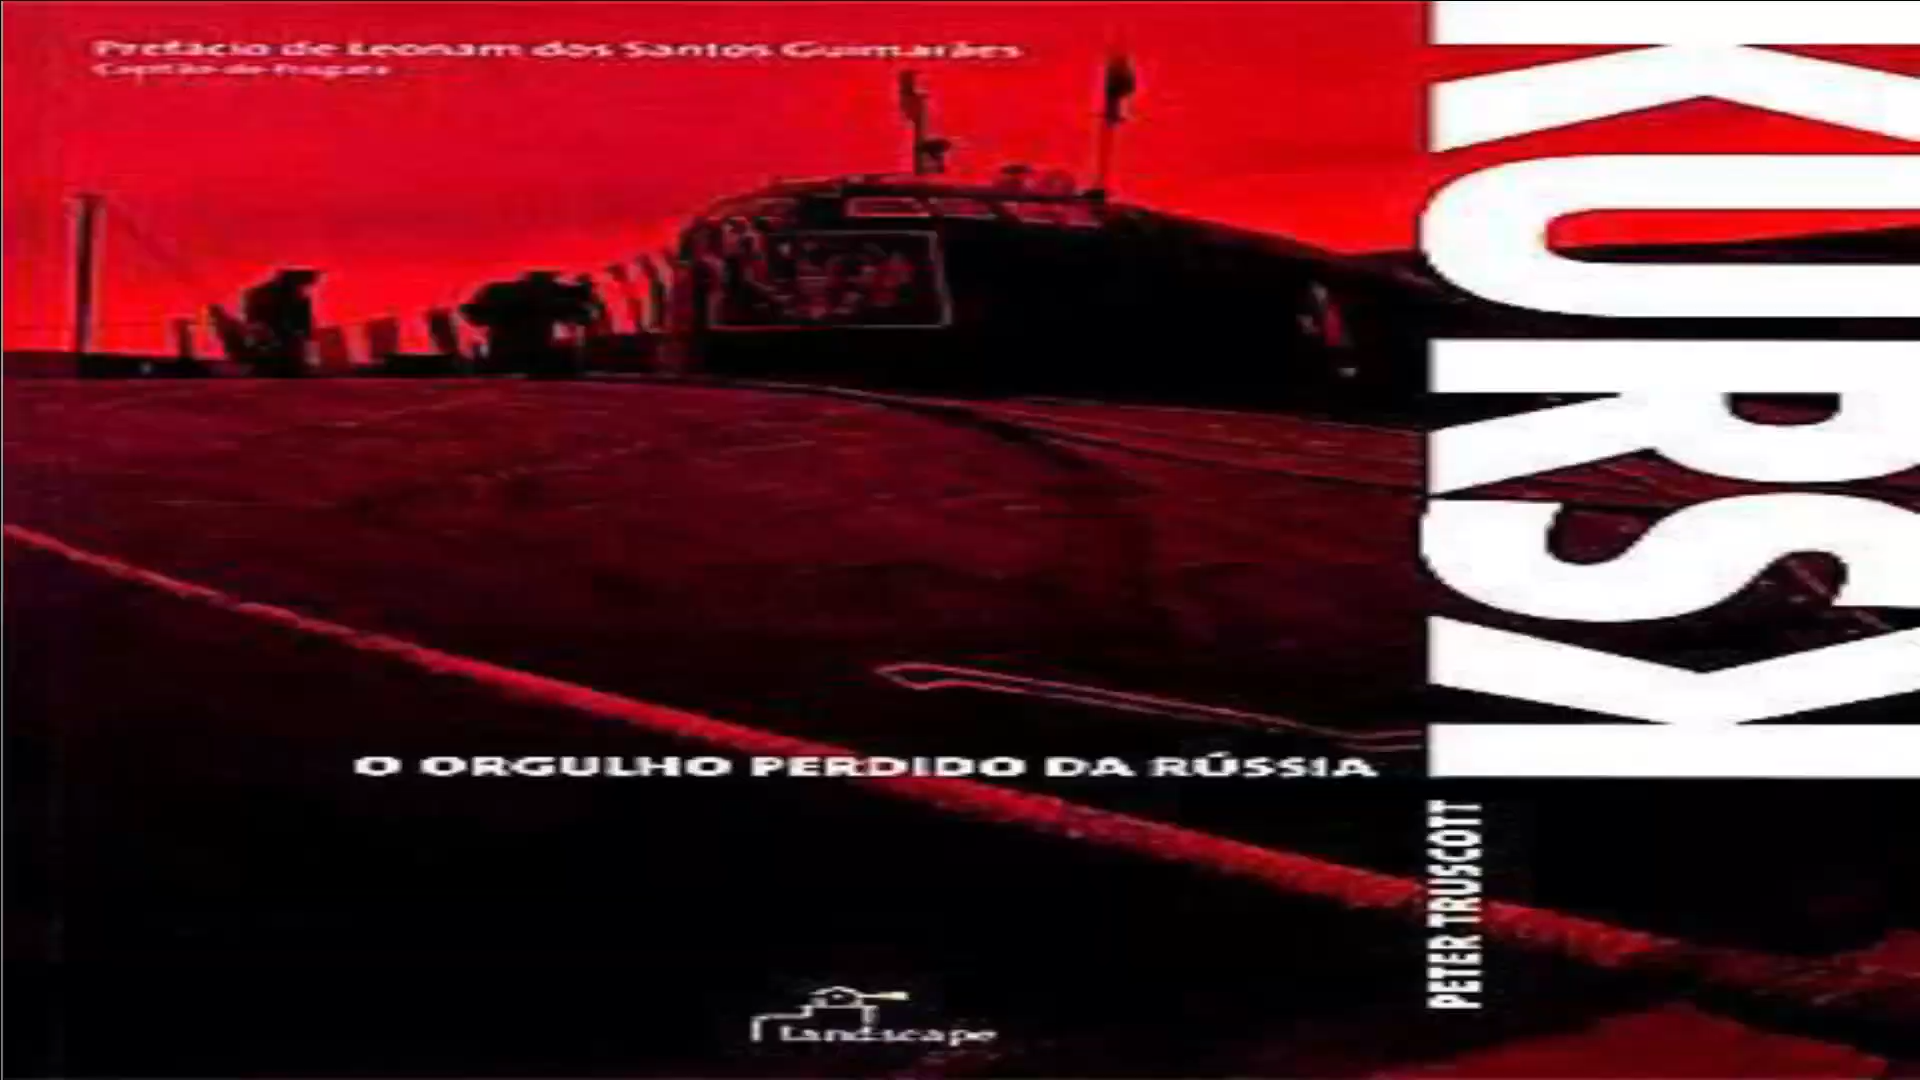 Prefácio de Leonam dos Santos Guimarães
Capitão-de-Fragata
KURSK
O ORGULHO PERDIDO DA RÚSSIA
PETER TRUSCOTT
Landscape